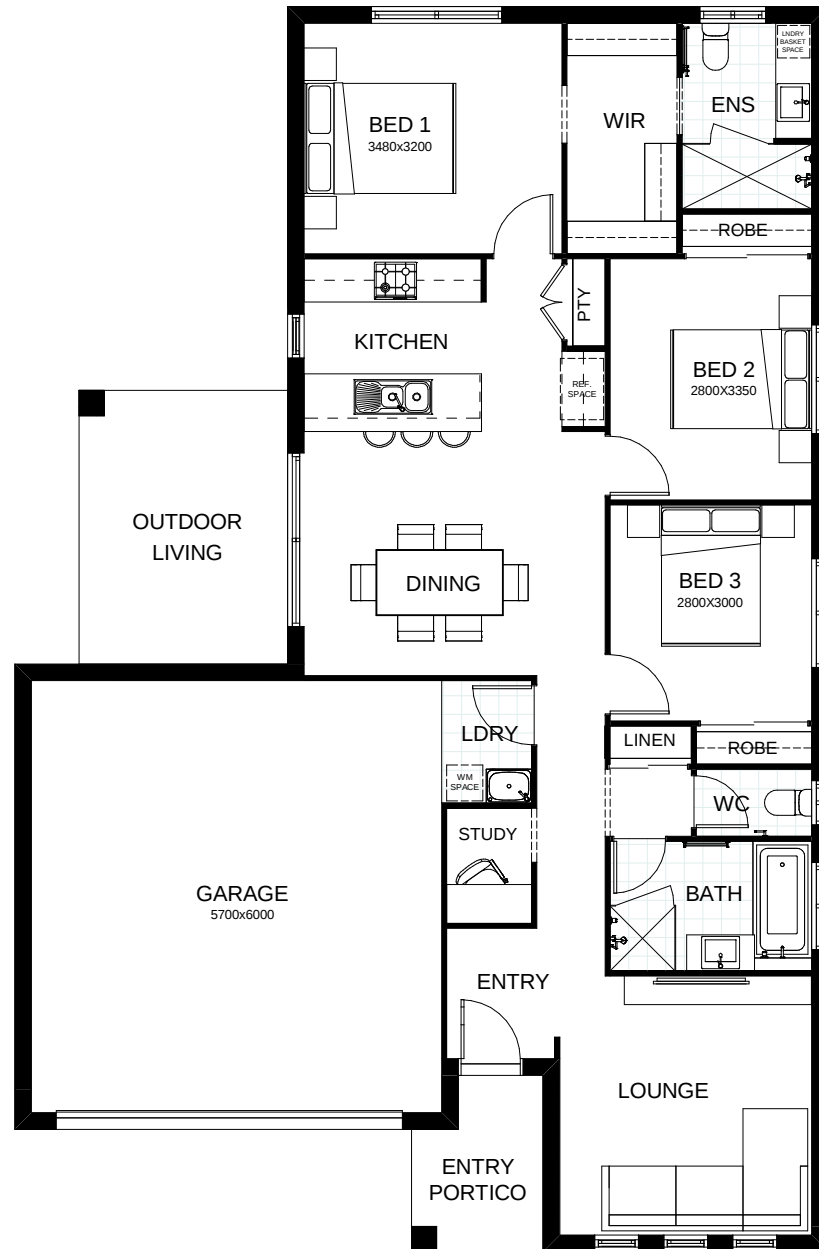 LNDRY
BASKET
SPACE
ENS
BED 1
3480x3200
WIR
ROBE
PTY
KITCHEN
BED 2
2800X3350
REF.
SPACE
OUTDOOR
LIVING
DINING
BED 3
2800X3000
LDRY
LINEN
ROBE
WM
SPACE
WC
STUDY
GARAGE
5700x6000
BATH
ENTRY
LOUNGE
ENTRY
PORTICO